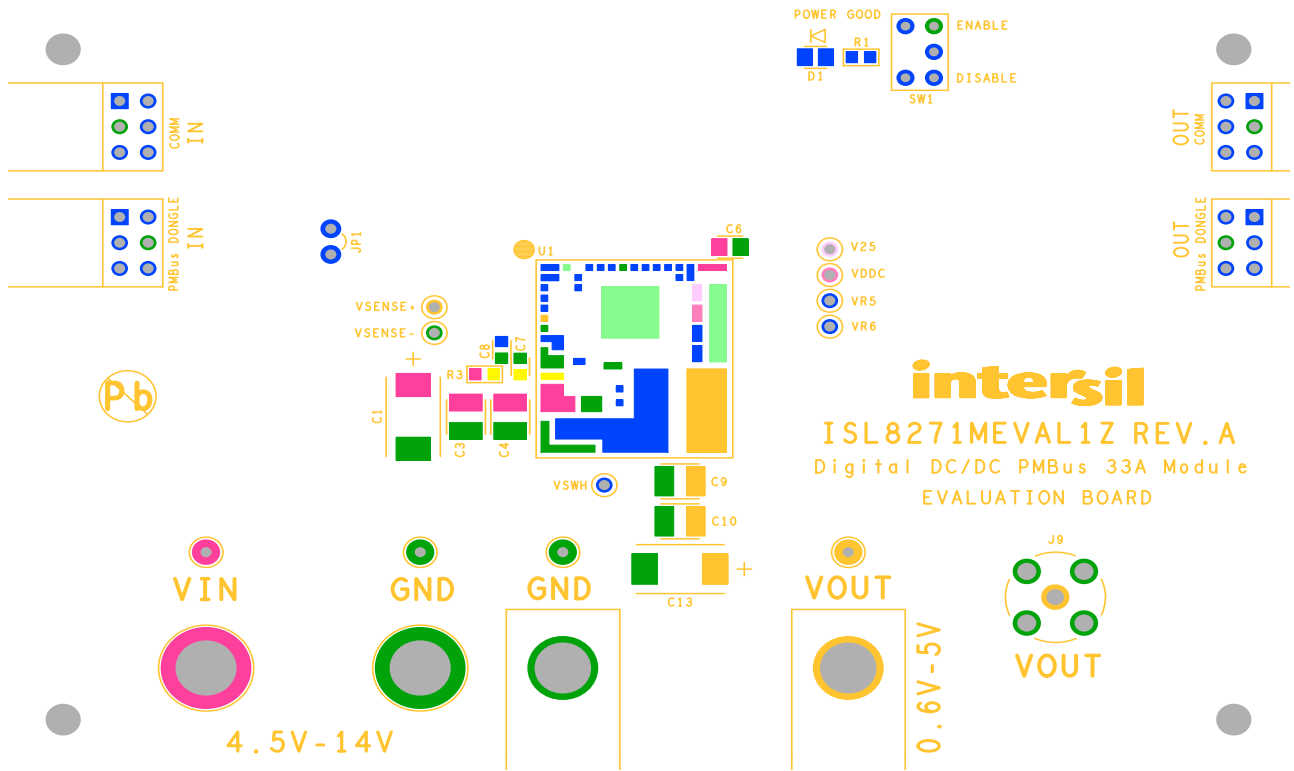 POWER GOOD
D1
R1
SW1
ENABLE
DISABLE
COMM
IN
OUT
COMM
PMBus DONGLE
IN
OUT
PMBus DONGLE
JP1
U1
C6
V25
VDDC
VR5
VR6
VSENSE+
VSENSE-
C8
C7
R3
+
C1
C3
C4
Pb
intersil
ISL8271MEVAL1Z REV.A
Digital DC/DC PMBus 33A Module
EVALUATION BOARD
VSWH
C9
C10
+
C13
J9
VIN
GND
GND
VOUT
VOUT
4.5V-14V
0.6V-5V